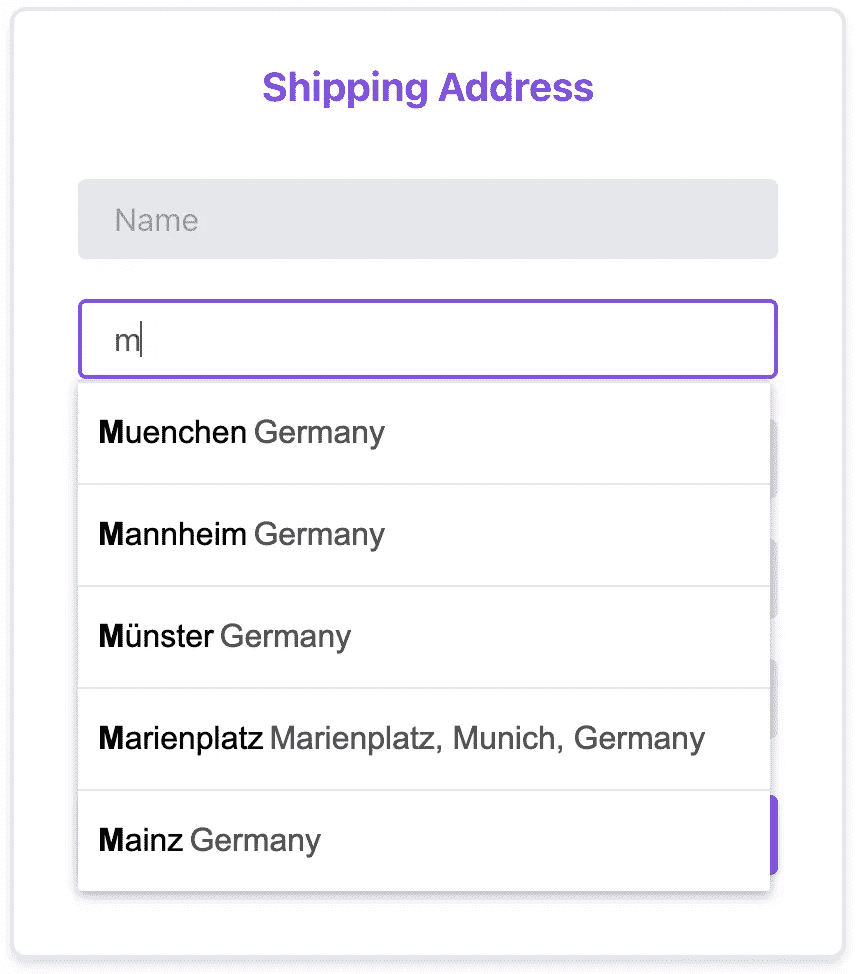 Shipping Address
Name
m
Muenchen Germany
Mannheim Germany
Münster Germany
Marienplatz Marienplatz, Munich, Germany
Mainz Germany